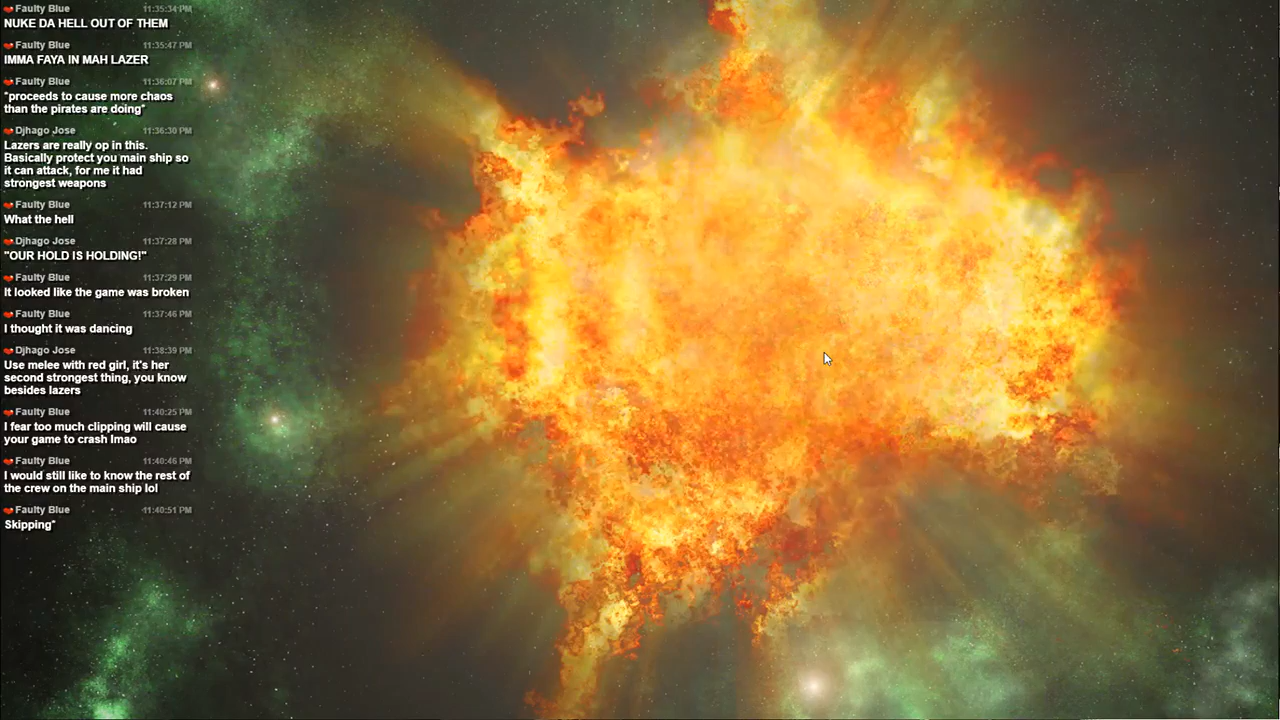 Faulty Blue 11:35:34 PM
NUKE DA HELL OUT OF THEM
Faulty Blue 11:35:47 PM
IMMA FAYA IN MAH LAZER
Faulty Blue 11:36:07 PM
*proceeds to cause more chaos
than the pirates are doing*
Djhago Jose 11:36:30 PM
Lazers are really op in this.
Basically protect you main ship so
it can attack, for me it had
strongest weapons
Faulty Blue 11:37:12 PM
What the hell
Djhago Jose 11:37:28 PM
"OUR HOLD IS HOLDING!"
Faulty Blue 11:37:29 PM
It looked like the game was broken
Faulty Blue 11:37:46 PM
I thought it was dancing
Djhago Jose 11:38:39 PM
Use melee with red girl, it's her
second strongest thing, you know
besides lazers
Faulty Blue 11:40:25 PM
I fear too much clipping will cause
your game to crash lmao
Faulty Blue 11:40:46 PM
I would still like to know the rest of
the crew on the main ship lol
Faulty Blue 11:40:51 PM
Skipping*